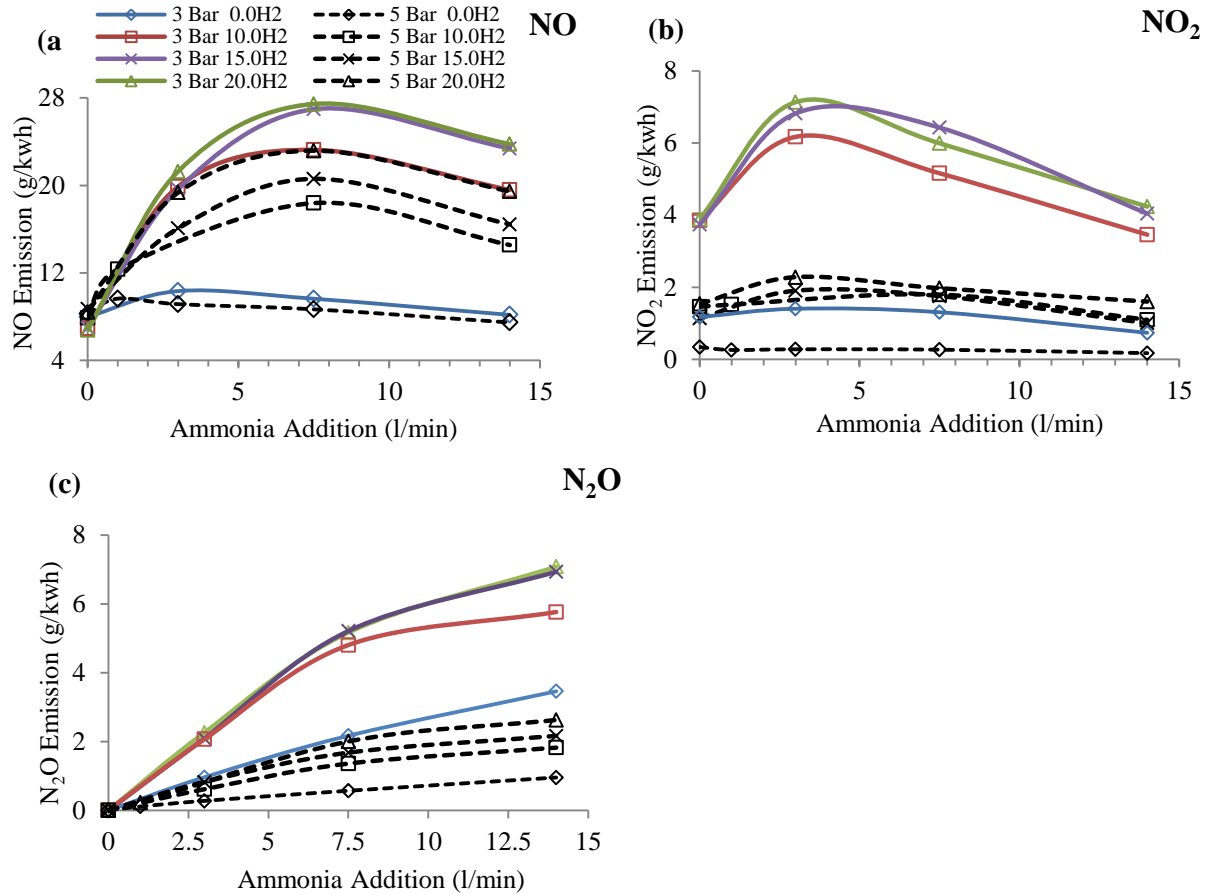 (a
3 Bar 0.0H2
5 Bar 0.0H2
NO
3 Bar 10.0H2
5 Bar 10.0H2
3 Bar 15.0H2
5 Bar 15.0H2
3 Bar 20.0H2
5 Bar 20.0H2
NO Emission (g/kwh)
28
20
12
4
0
5
10
15
Ammonia Addition (l/min)
(b)
NO₂
NO₂ Emission (g/kwh)
8
6
4
2
0
0
5
10
15
Ammonia Addition (l/min)
(c)
N₂O
N₂O Emission (g/kwh)
8
6
4
2
0
0
2.5
5
7.5
10
12.5
15
Ammonia Addition (l/min)